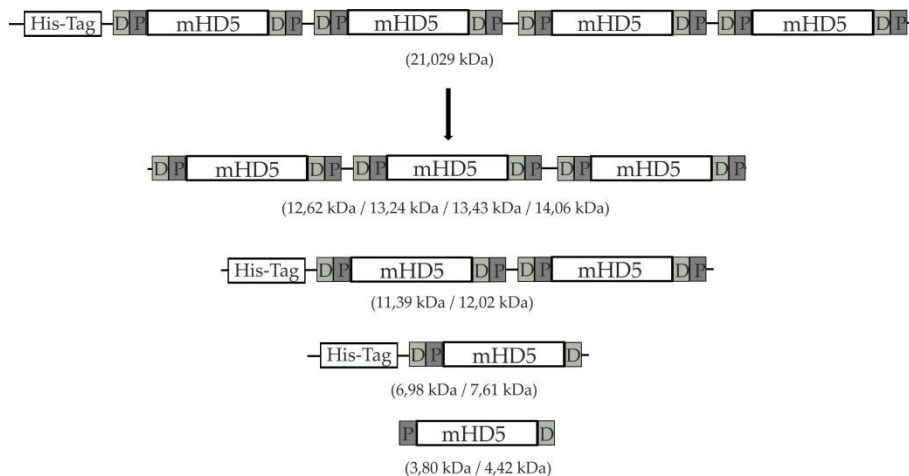 His-Tag D P mHD5 D P D P mHD5 D P D P mHD5 D P D P mHD5 D P
(21,029 kDa)
D P mHD5 D P D P mHD5 D P D P mHD5 D P
(12,62 kDa / 13,24 kDa / 13,43 kDa / 14,06 kDa)
His-Tag D P mHD5 D P D P mHD5 D P
(11,39 kDa / 12,02 kDa)
His-Tag D P mHD5 D
(6,98 kDa / 7,61 kDa)
P mHD5 D
(3,80 kDa / 4,42 kDa)